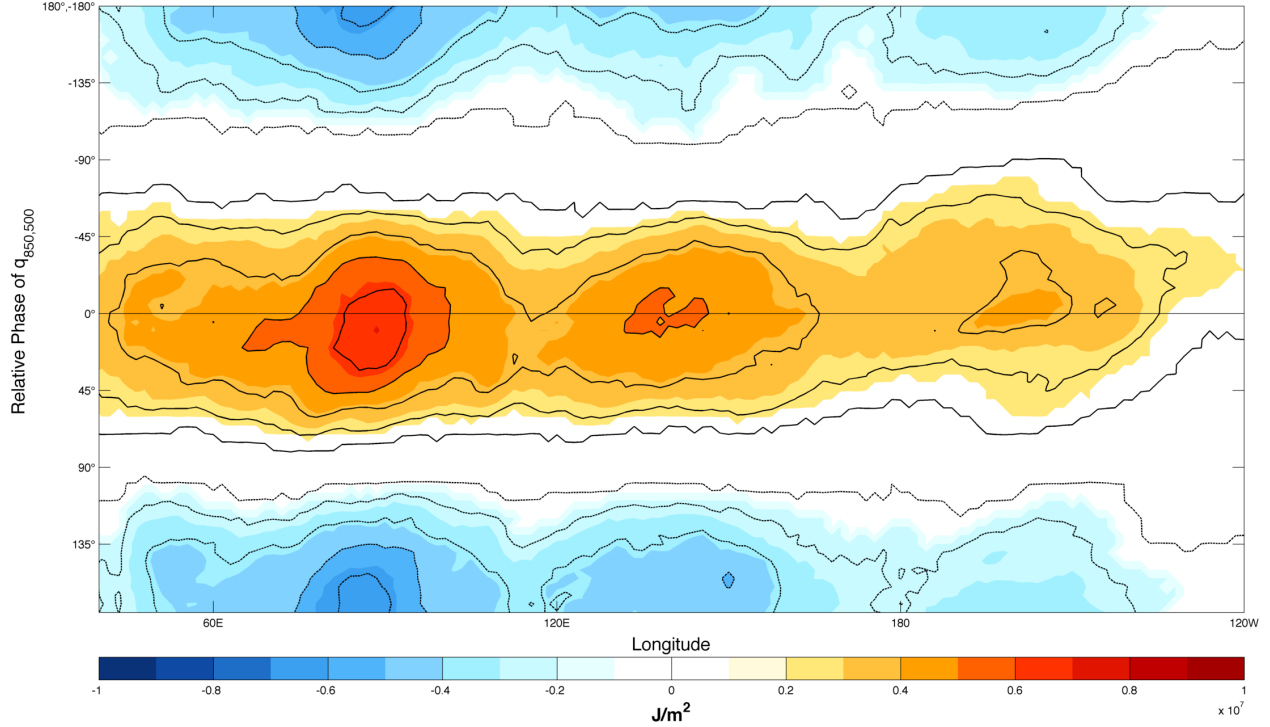 180°,-180°
-135°
-90°
-45°
0°
45°
90°
135°
Relative Phase of q850,500
60E 120E 180 120W
Longitude
-1 -0.8 -0.6 -0.4 -0.2 0 0.2 0.4 0.6 0.8 1
x 10^7
J/m^2